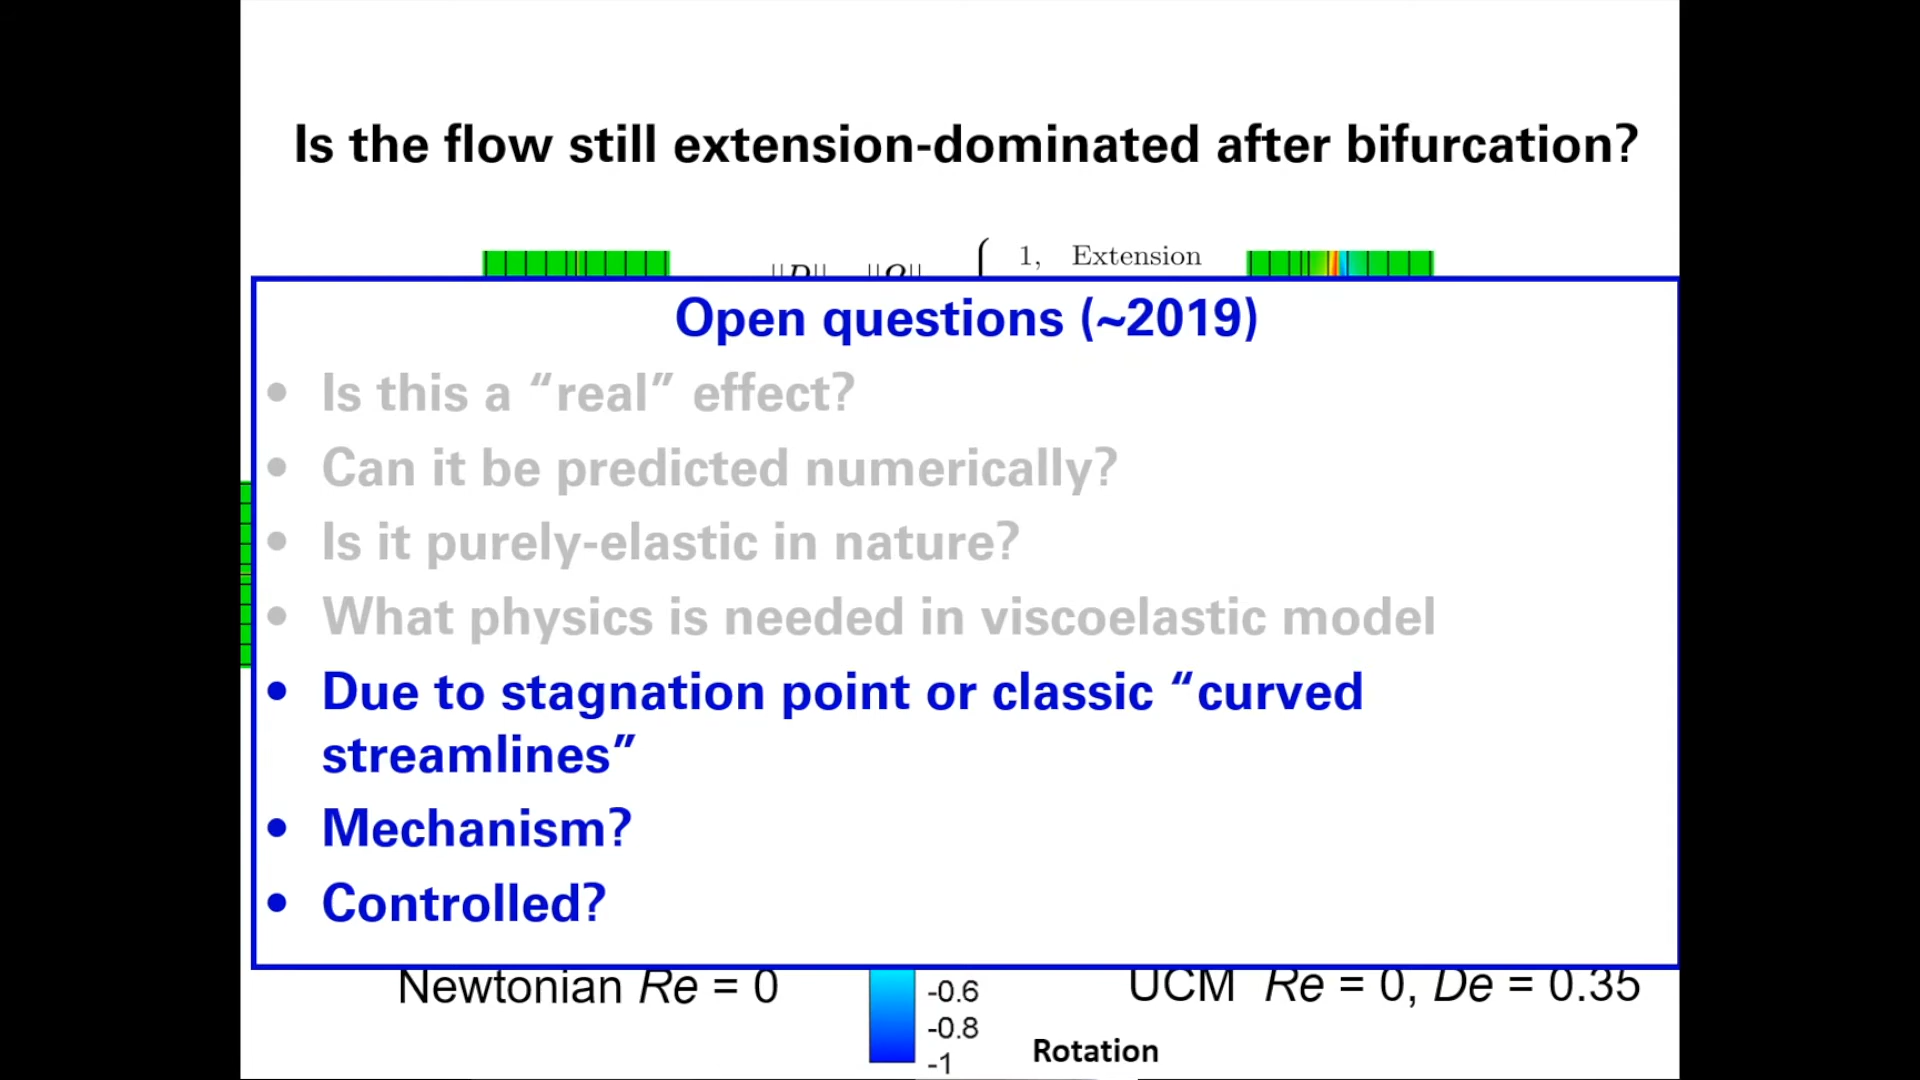 Is the flow still extension-dominated after bifurcation?
1, Extension
Open questions (~2019)
• Is this a “real” effect?
• Can it be predicted numerically?
• Is it purely-elastic in nature?
• What physics is needed in viscoelastic model
• Due to stagnation point or classic “curved
streamlines”
• Mechanism?
• Controlled?
Newtonian Re = 0
-0.6
-0.8
-1
UCM Re = 0, De = 0.35
Rotation